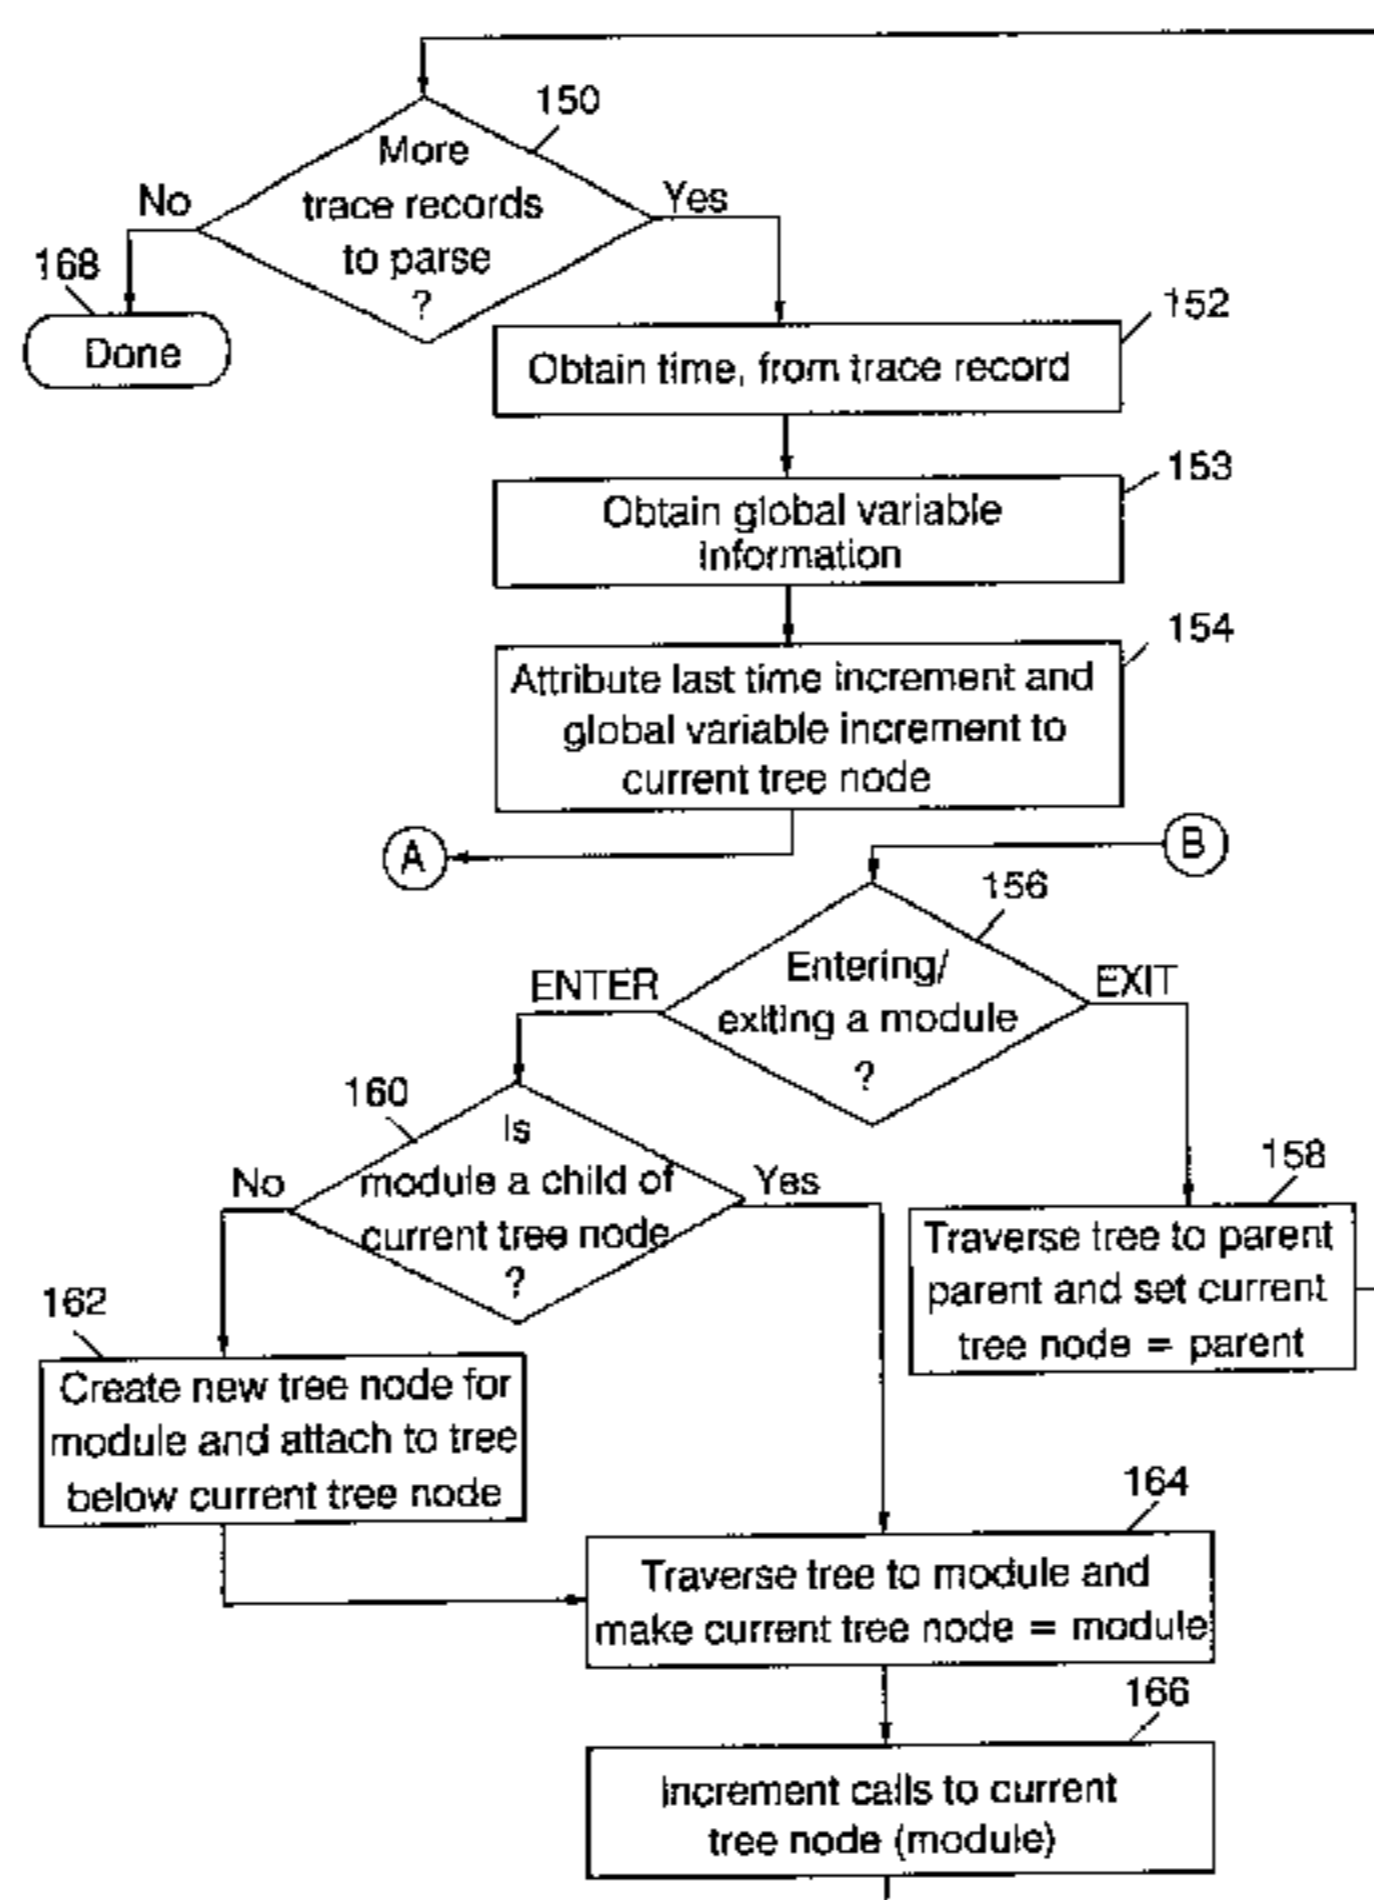 150
More
trace records
to parse
?
No
Yes
168
Done
152
Obtain time, from trace record
153
Obtain global variable
Information
154
Attribute last time increment and
global variable increment to
current tree node
A
B
156
Entering/
exiting a module
?
ENTER
EXIT
160
Is
module a child of
current tree node
?
No
Yes
158
Traverse tree to parent
parent and set current
tree node = parent
162
Create new tree node for
module and attach to tree
below current tree node
164
Traverse tree to module and
make current tree node = module
166
Increment calls to current
tree node (module)